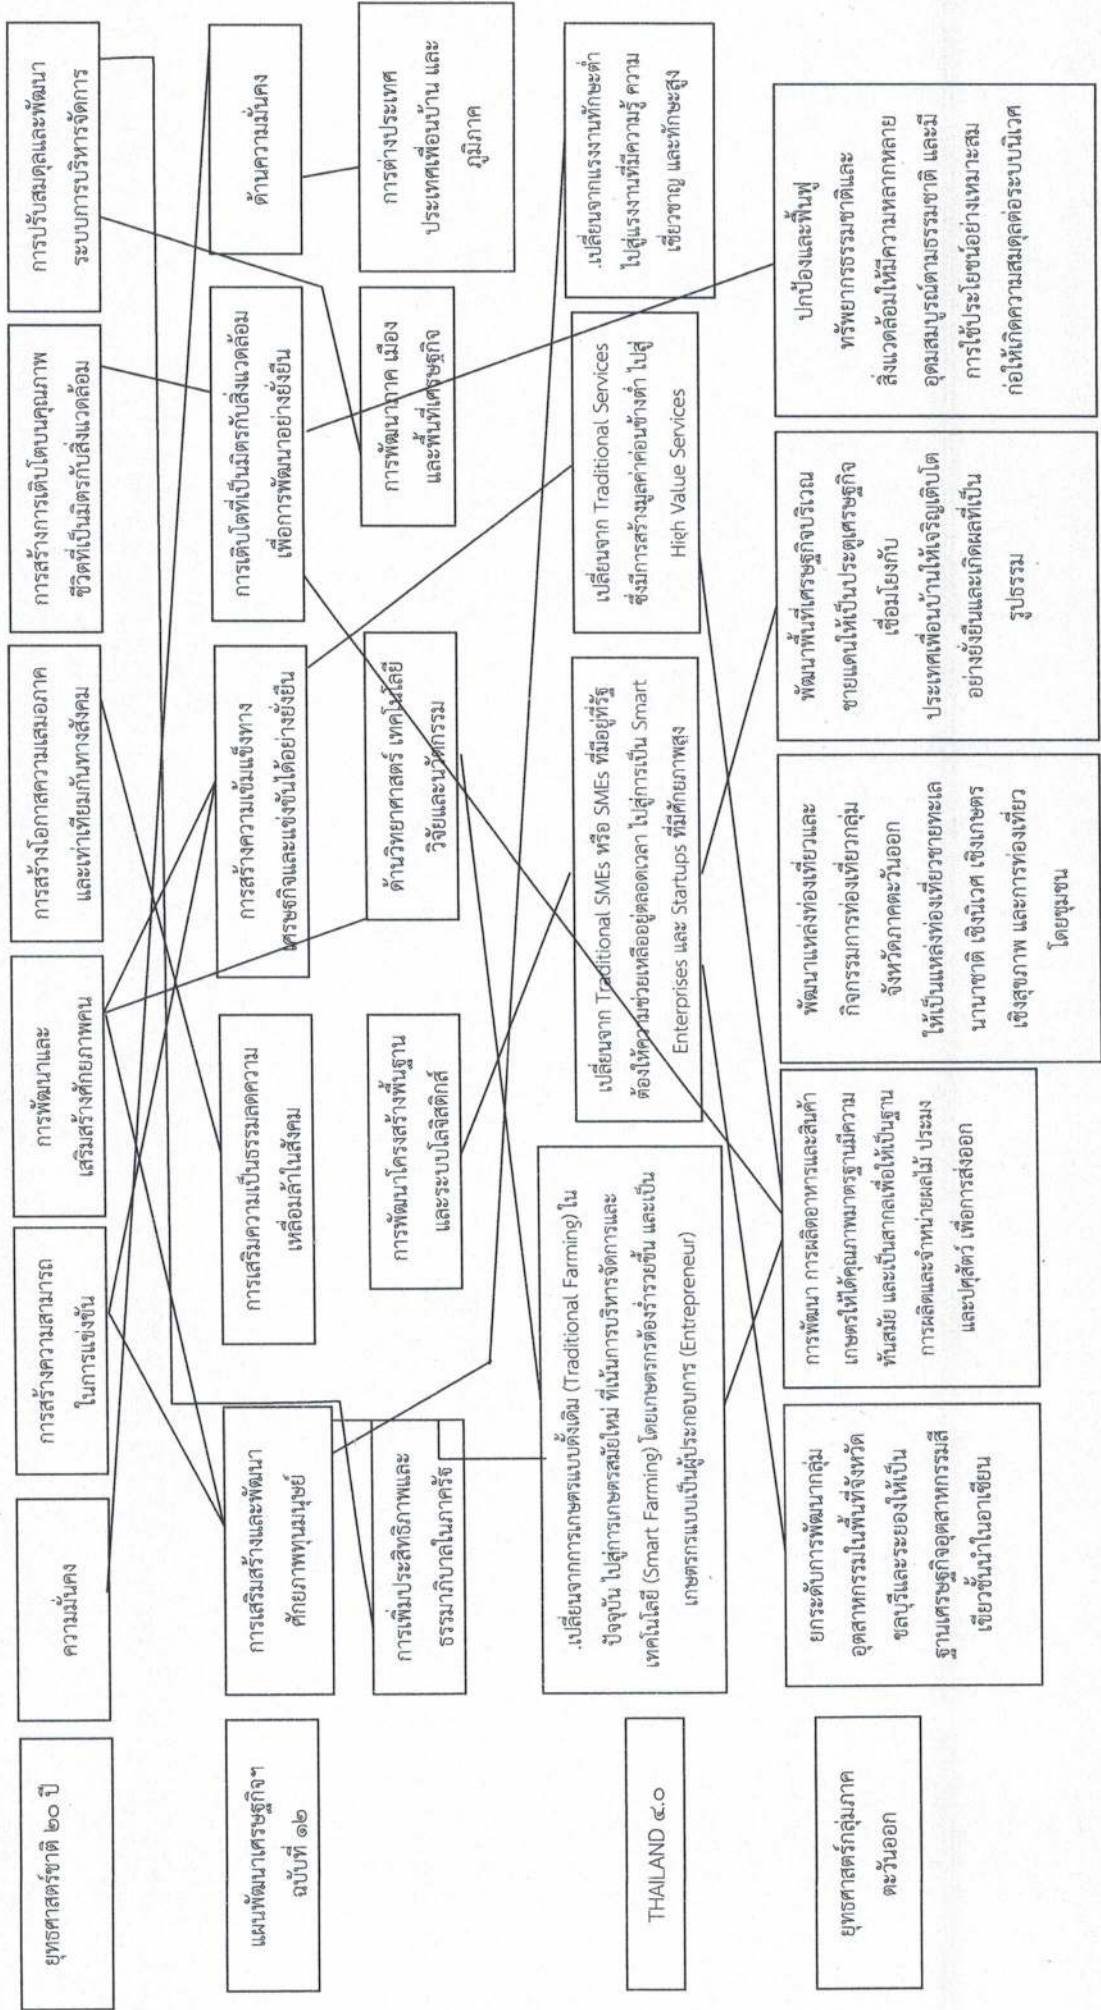 ยุทธศาสตร์ชาติ ๒๐ ปี
ความมั่นคง
การสร้างความสามารถ
ในการแข่งขัน
การพัฒนาและ
เสริมสร้างศักยภาพคน
การสร้างโอกาสความเสมอภาค
และเท่าเทียมกันทางสังคม
การสร้างการเติบโตบนคุณภาพ
ชีวิตที่เป็นมิตรกับสิ่งแวดล้อม
การปรับสมดุลและพัฒนา
ระบบการบริหารจัดการ
แผนพัฒนาเศรษฐกิจฯ
ฉบับที่ ๑๒
การเสริมสร้างและพัฒนา
ศักยภาพทุนมนุษย์
การเสริมความเป็นธรรมลดความ
เหลื่อมล้ำในสังคม
การสร้างความเข้มแข็งทาง
เศรษฐกิจและแข่งขันได้อย่างยั่งยืน
การเติบโตที่เป็นมิตรกับสิ่งแวดล้อม
เพื่อการพัฒนาอย่างยั่งยืน
ด้านความมั่นคง
การเพิ่มประสิทธิภาพและ
ธรรมาภิบาลในภาครัฐ
การพัฒนาโครงสร้างพื้นฐาน
และระบบโลจิสติกส์
ด้านวิทยาศาสตร์ เทคโนโลยี
วิจัยและนวัตกรรม
การพัฒนาภาค เมือง
และพื้นที่เศรษฐกิจ
การต่างประเทศ
ประเทศเพื่อนบ้าน และ
ภูมิภาค
THAILAND ๔.๐
.เปลี่ยนจากการเกษตรแบบดั้งเดิม (Traditional Farming) ใน
ปัจจุบัน ไปสู่การเกษตรสมัยใหม่ ที่เน้นการบริหารจัดการและ
เทคโนโลยี (Smart Farming) โดยเกษตรกรต้องร่ำรวยขึ้น และเป็น
เกษตรกรแบบเป็นผู้ประกอบการ (Entrepreneur)
เปลี่ยนจาก Traditional SMEs หรือ SMEs ที่มีอยู่ที่รัฐ
ต้องให้ความช่วยเหลืออยู่ตลอดเวลา ไปสู่การเป็น Smart
Enterprises และ Startups ที่มีศักยภาพสูง
เปลี่ยนจาก Traditional Services
ซึ่งมีการสร้างมูลค่าค่อนข้างต่ำ ไปสู่
High Value Services
.เปลี่ยนจากแรงงานทักษะต่ำ
ไปสู่แรงงานที่มีความรู้ ความ
เชี่ยวชาญ และทักษะสูง
ยุทธศาสตร์กลุ่มภาค
ตะวันออก
ยกระดับการพัฒนากลุ่ม
อุตสาหกรรมในพื้นที่จังหวัด
ชลบุรีและระยองให้เป็น
ฐานเศรษฐกิจอุตสาหกรรมสี
เขียวชั้นนำในอาเซียน
การพัฒนา การผลิตอาหารและสินค้า
เกษตรให้ได้คุณภาพมาตรฐานมีความ
ทันสมัย และเป็นสากลเพื่อให้เป็นฐาน
การผลิตและจำหน่ายผลไม้ ประมง
และปศุสัตว์ เพื่อการส่งออก
พัฒนาแหล่งท่องเที่ยวและ
กิจกรรมการท่องเที่ยวกลุ่ม
จังหวัดภาคตะวันออก
ให้เป็นแหล่งท่องเที่ยวชายทะเล
นานาชาติ เชิงนิเวศ เชิงเกษตร
เชิงสุขภาพ และการท่องเที่ยว
โดยชุมชน
พัฒนาพื้นที่เศรษฐกิจบริเวณ
ชายแดนให้เป็นประตูเศรษฐกิจ
เชื่อมโยงกับ
ประเทศเพื่อนบ้านให้เจริญเติบโต
อย่างยั่งยืนและเกิดผลที่เป็น
รูปธรรม
ปกป้องและฟื้นฟู
ทรัพยากรธรรมชาติและ
สิ่งแวดล้อมให้มีความหลากหลาย
อุดมสมบูรณ์ตามธรรมชาติ และมี
การใช้ประโยชน์อย่างเหมาะสม
ก่อให้เกิดความสมดุลต่อระบบนิเวศ